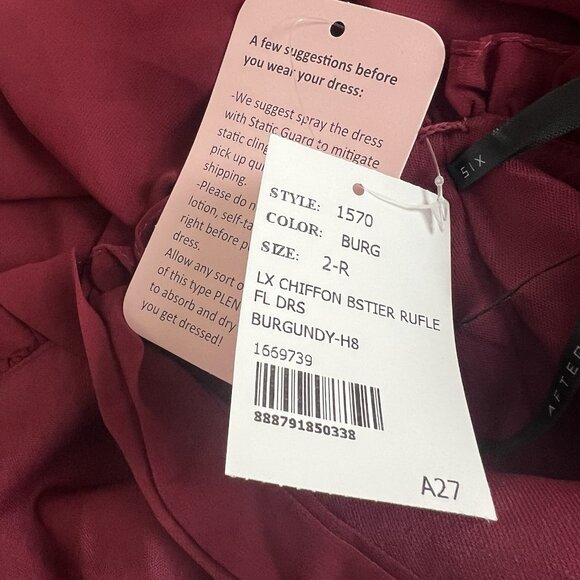 A few suggestions before
you wear your dress:
-We suggest spray the dress
with Static Guard to mitigate
static cling
pick up qui
shipping.
-Please do n
lotion, self-ta
right before p
dress.
Allow any sort o
of this type PLEN
to absorb and dry
you get dressed!
STYLE: 1570
COLOR: BURG
SIZE: 2-R
LX CHIFFON BSTIER RUFLE
FL DRS
BURGUNDY-H8
1669739
888791850338
A27
SIX
AFTER